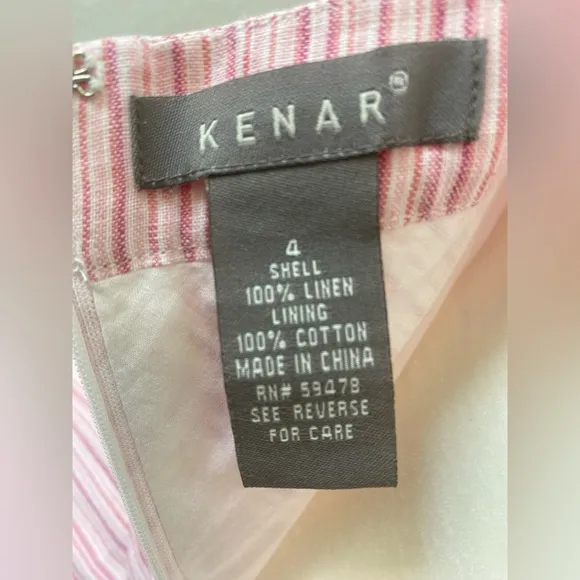 KENAR®
4
SHELL
100% LINEN
LINING
100% COTTON
MADE IN CHINA
RN# 59478
SEE REVERSE
FOR CARE